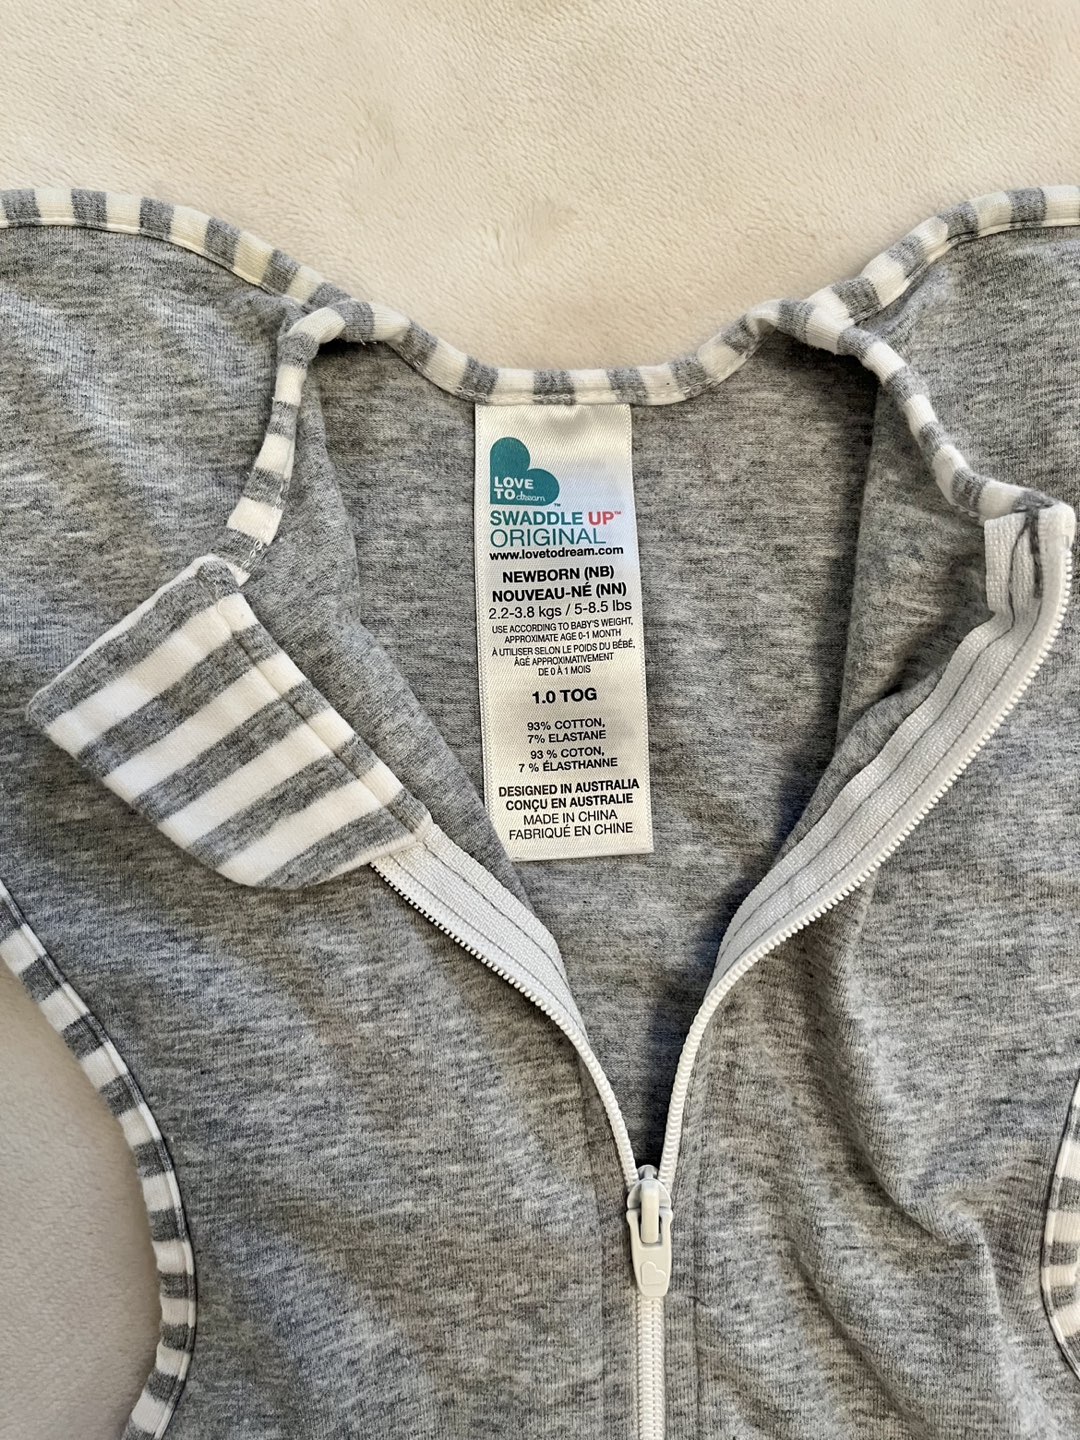 LOVE
TO dream™
SWADDLE UP™
ORIGINAL
www.lovetodream.com
NEWBORN (NB)
NOUVEAU-NÉ (NN)
2.2-3.8 kgs / 5-8.5 lbs
USE ACCORDING TO BABY'S WEIGHT,
APPROXIMATE AGE 0-1 MONTH
À UTILISER SELON LE POIDS DU BÉBÉ,
ÂGE APPROXIMATIVEMENT
DE 0 À 1 MOIS
1.0 TOG
93% COTTON,
7% ELASTANE
93 % COTON,
7 % ÉLASTHANNE
DESIGNED IN AUSTRALIA
CONÇU EN AUSTRALIE
MADE IN CHINA
FABRIQUÉ EN CHINE